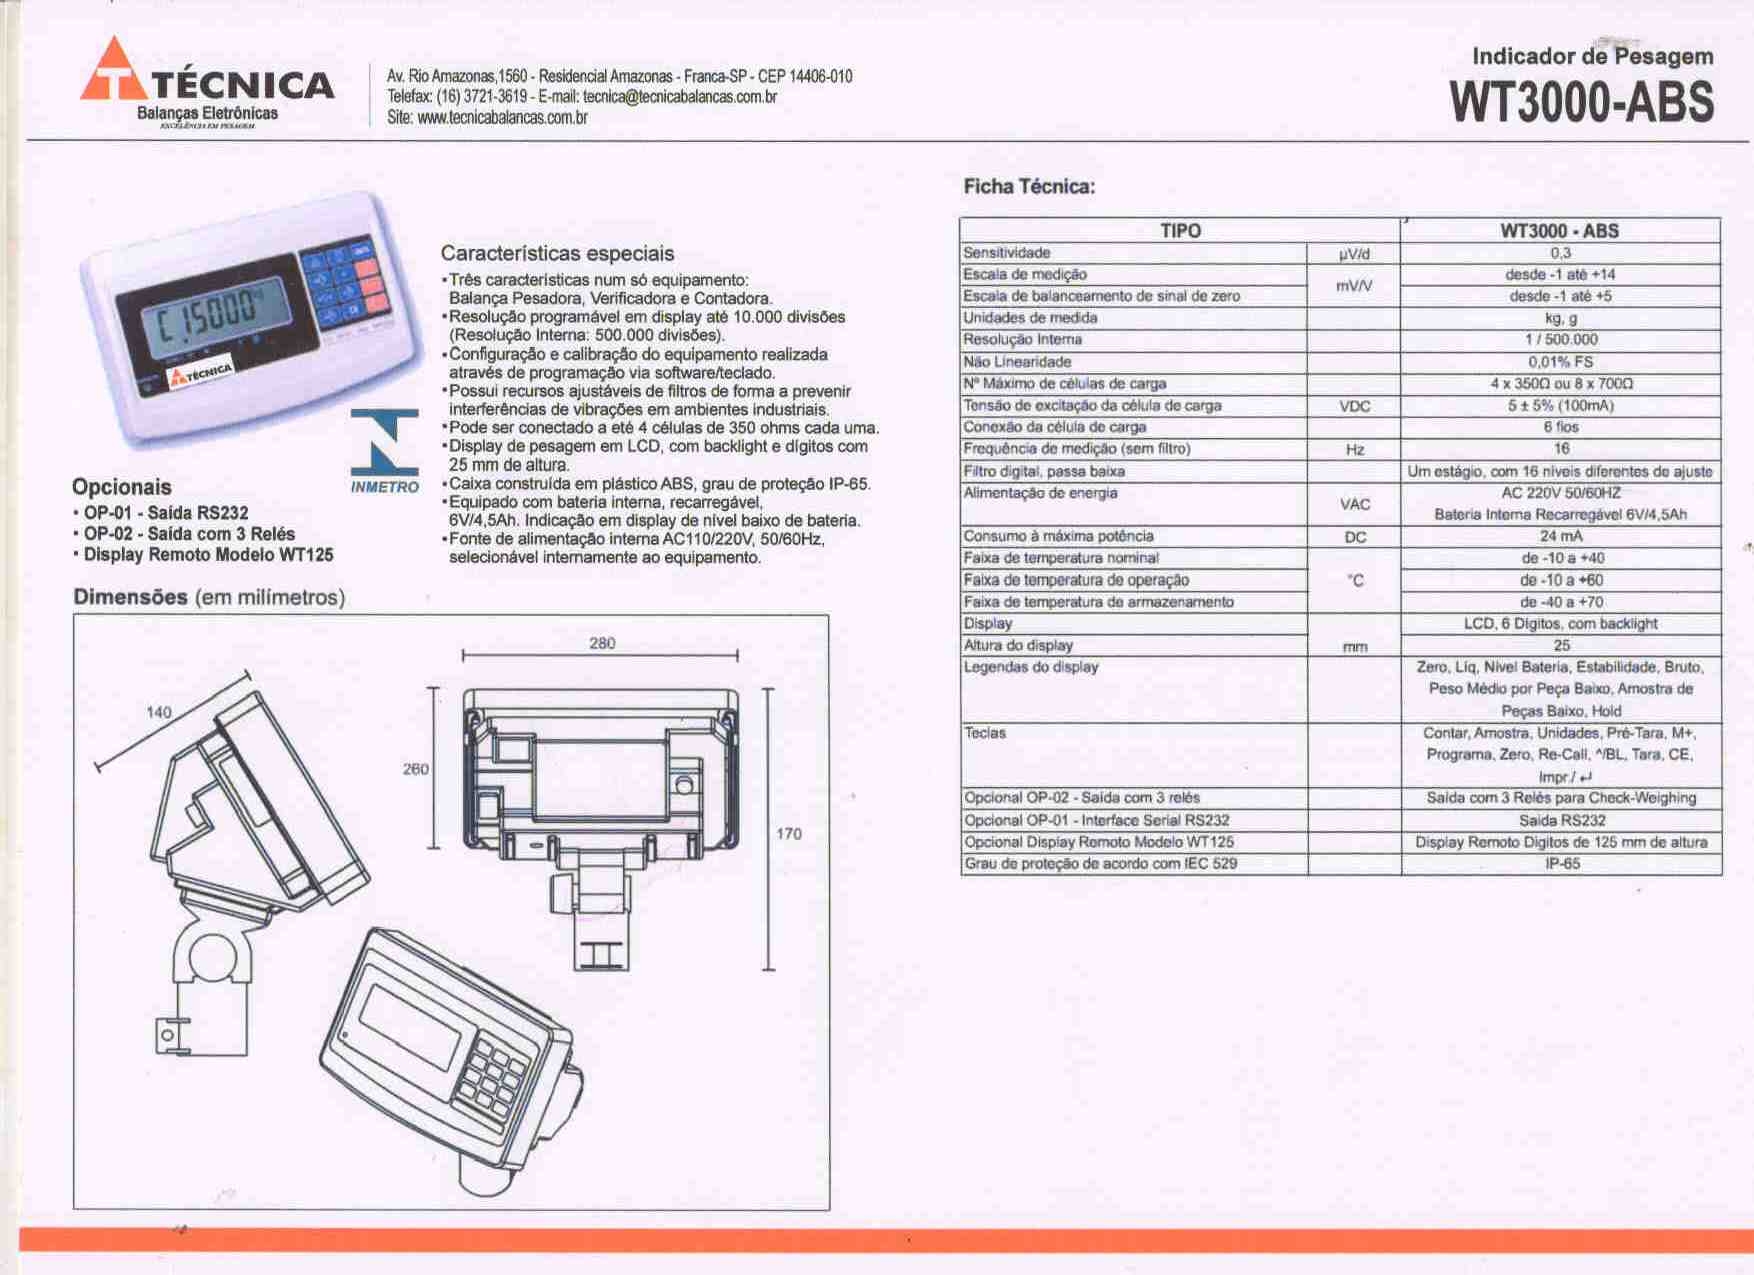 TÉCNICA
Balanças Eletrônicas
EXCELÊNCIA EM PESAGEM
Av. Rio Amazonas,1560 - Residencial Amazonas - Franca-SP - CEP 14406-010
Telefax: (16) 3721-3619 - E-mail: tecnica@tecnicabalancas.com.br
Site: www.tecnicabalancas.com.br
Indicador de Pesagem
WT3000-ABS
TÉCNICA
INMETRO
Características especiais
•Três características num só equipamento:
Balança Pesadora, Verificadora e Contadora.
•Resolução programável em display até 10.000 divisões
(Resolução Interna: 500.000 divisões).
•Configuração e calibração do equipamento realizada
através de programação via software/teclado.
•Possui recursos ajustáveis de filtros de forma a prevenir
interferências de vibrações em ambientes industriais.
•Pode ser conectado a eté 4 células de 350 ohms cada uma.
•Display de pesagem em LCD, com backlight e dígitos com
25 mm de altura.
•Caixa construída em plástico ABS, grau de proteção IP-65.
•Equipado com bateria interna, recarregável,
6V/4,5Ah. Indicação em display de nível baixo de bateria.
•Fonte de alimentação interna AC110/220V, 50/60Hz,
selecionável internamente ao equipamento.
Opcionais
• OP-01 - Saída RS232
• OP-02 - Saída com 3 Relés
• Display Remoto Modelo WT125
Dimensões (em milímetros)
280
140
260
170
Ficha Técnica:
TIPO WT3000 - ABS
Sensitividade µV/d 0,3
Escala de medição mV/V desde -1 até +14
Escala de balanceamento de sinal de zero desde -1 até +5
Unidades de medida kg, g
Resolução Interna 1 / 500.000
Não Linearidade 0,01% FS
Nº Máximo de células de carga 4 x 350Ω ou 8 x 700Ω
Tensão de excitação da célula de carga VDC 5 ± 5% (100mA)
Conexão da célula de carga 6 fios
Frequência de medição (sem filtro) Hz 16
Filtro digital, passa baixa Um estágio, com 16 níveis diferentes de ajuste
Alimentação de energia VAC AC 220V 50/60HZ
Bateria Interna Recarregável 6V/4,5Ah
Consumo à máxima potência DC 24 mA
Faixa de temperatura nominal °C de -10 a +40
Faixa de temperatura de operação de -10 a +60
Faixa de temperatura de armazenamento de -40 a +70
Display LCD, 6 Dígitos, com backlight
Altura do display mm 25
Legendas do display Zero, Líq, Nível Bateria, Estabilidade, Bruto,
Peso Médio por Peça Baixo, Amostra de
Peças Baixo, Hold
Teclas Contar, Amostra, Unidades, Pré-Tara, M+,
Programa, Zero, Re-Call, ^/BL, Tara, CE,
Impr./ ↵
Opcional OP-02 - Saída com 3 relés Saída com 3 Relés para Check-Weighing
Opcional OP-01 - Interface Serial RS232 Saída RS232
Opcional Display Remoto Modelo WT125 Display Remoto Dígitos de 125 mm de altura
Grau de proteção de acordo com IEC 529 IP-65